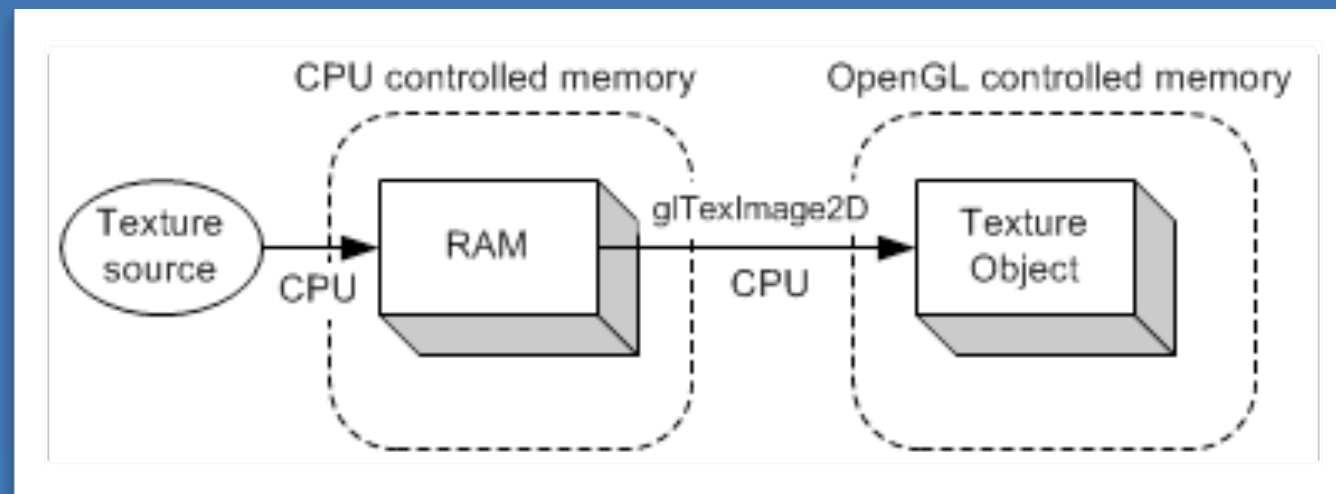 CPU controlled memory
OpenGL controlled memory
Texture
source
CPU
RAM
glTexImage2D
CPU
Texture
Object